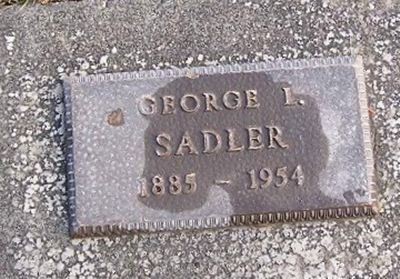 GEORGE L.
SADLER
1885 - 1954